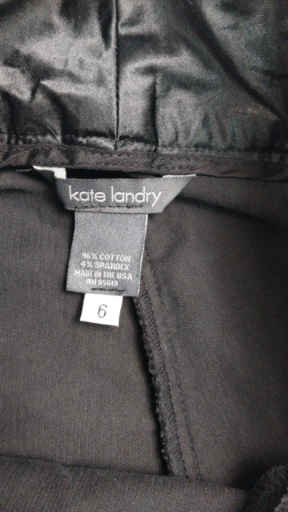 kate landry
96% COTTON
4% SPANDEX
MADE IN THE USA
6